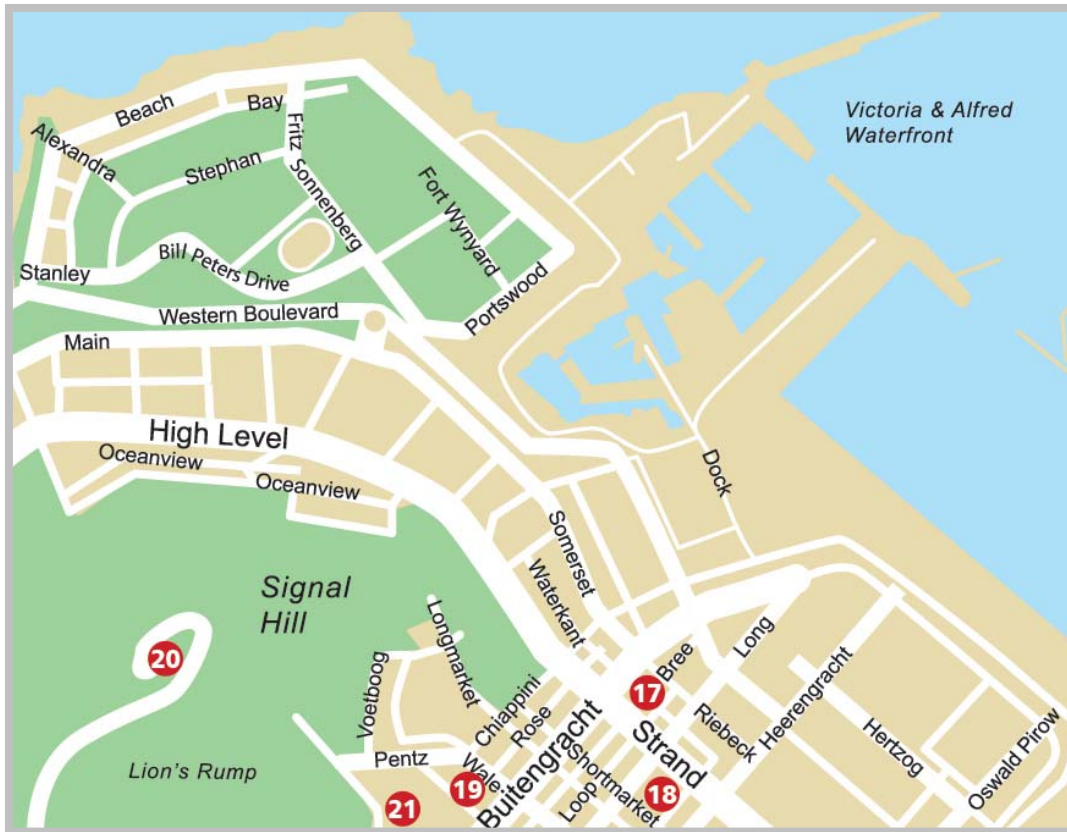 Beach
Bay
Victoria & Alfred
Waterfront
Fritz
Alexandra
Stephan
Sonnenberg
Fort Wynyard
Bill Peters Drive
Stanley
Portswood
Western Boulevard
Main
High Level
Oceanview
Oceanview
Dock
Somerset
Signal
Hill
Waterkant
Longmarket
Long
Bree
20
17
Voetboog
Chiappini
Rose
Heerengracht
Riebeck
Buitengracht
Strand
Hertzog
Oswald Pirow
Lion's Rump
Pentz
Wale
Shortmarket
19
18
Loop
21